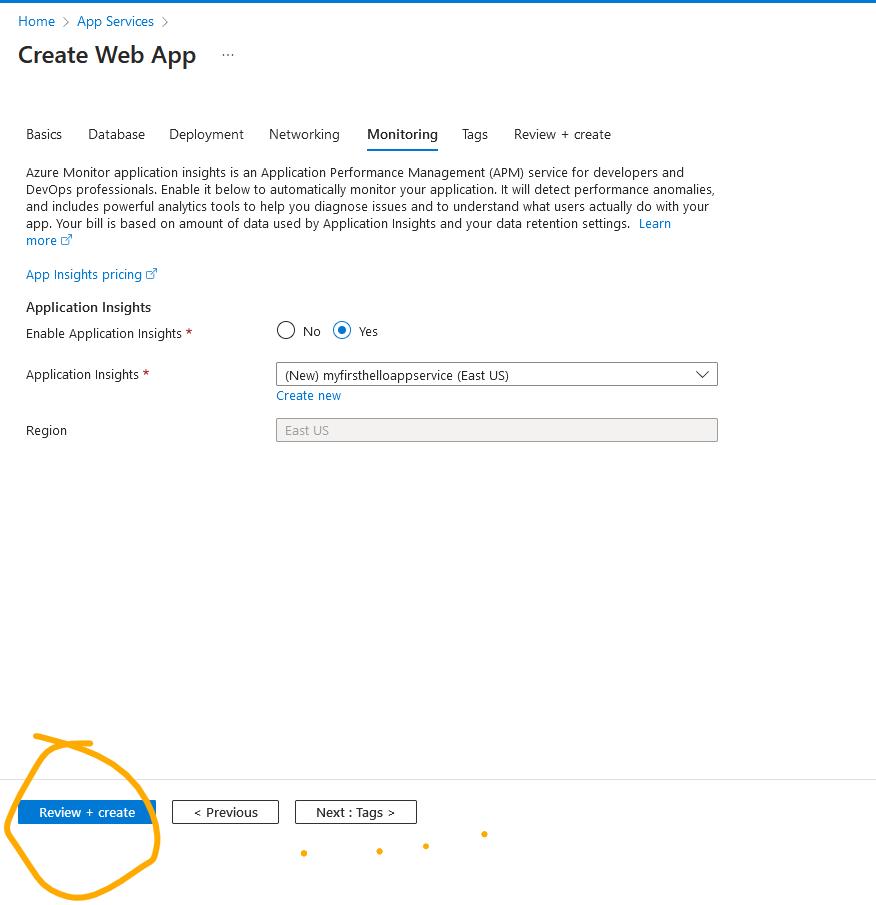 Home > App Services >
Create Web App ...
Basics Database Deployment Networking Monitoring Tags Review + create
Azure Monitor application insights is an Application Performance Management (APM) service for developers and
DevOps professionals. Enable it below to automatically monitor your application. It will detect performance anomalies,
and includes powerful analytics tools to help you diagnose issues and to understand what users actually do with your
app. Your bill is based on amount of data used by Application Insights and your data retention settings. Learn
more
App Insights pricing
Application Insights
Enable Application Insights * No Yes
Application Insights * (New) myfirsthelloappservice (East US)
Create new
Region East US
Review + create < Previous Next : Tags >